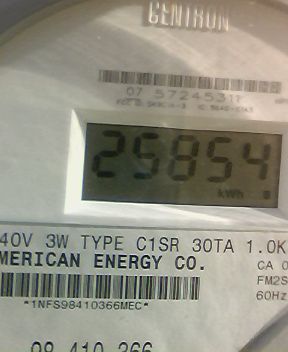 CENTRON
07 57245311
25854
kWh
40V 3W TYPE C1SR 30TA 1.0K
MERICAN ENERGY CO.
CA 0
FM2S
60Hz
*1NFS98410366MEC*
98 410 366